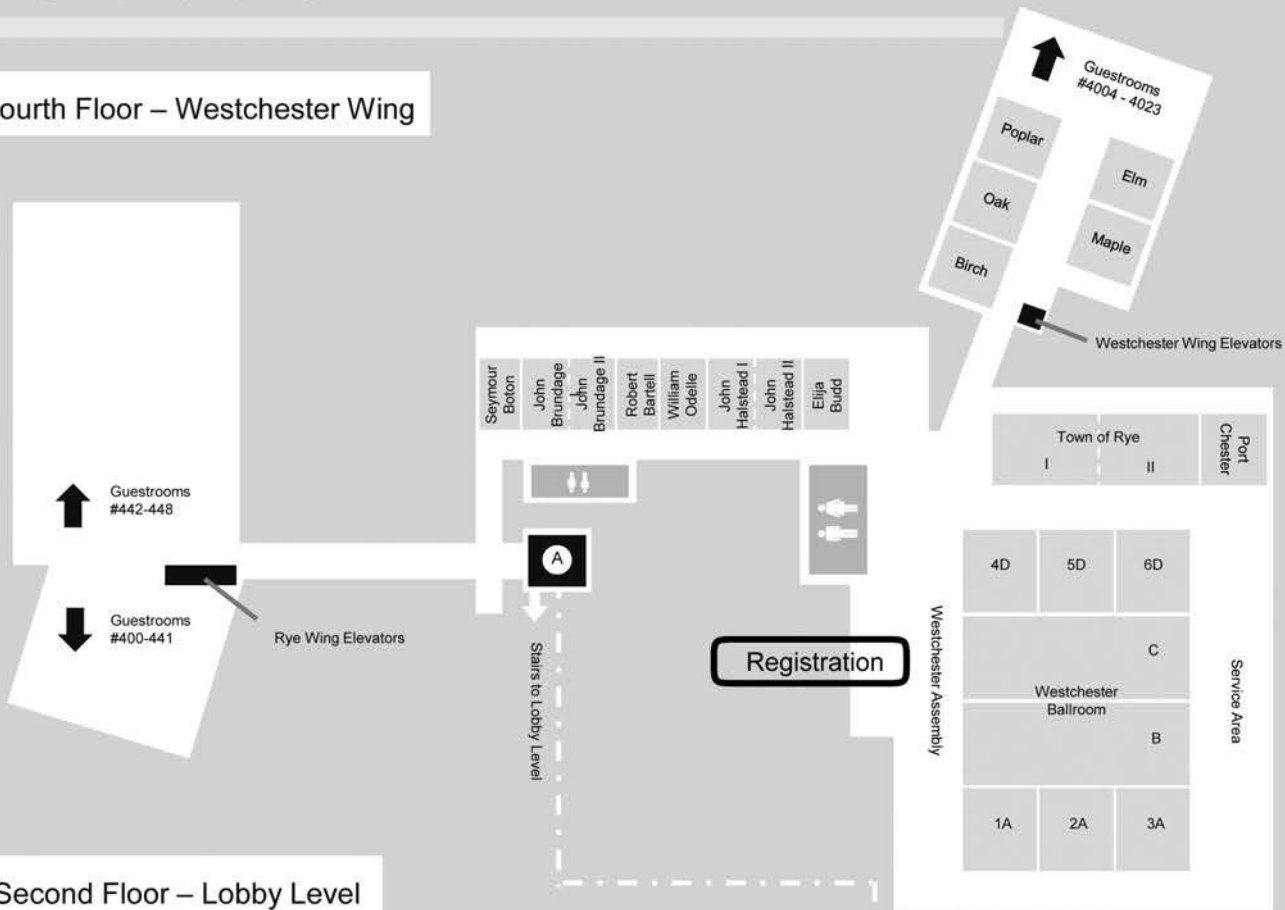 ourth Floor – Westchester Wing
Guestrooms
#4004 - 4023
Poplar
Elm
Oak
Maple
Birch
Westchester Wing Elevators
Seymour
Boton
John
Brundage I
John
Brundage II
Robert
Bartell
William
Odelle
John
Halstead I
John
Halstead II
Elija
Budd
Town of Rye
I
II
Port
Chester
Guestrooms
#442-448
A
Guestrooms
#400-441
Rye Wing Elevators
Stairs to Lobby Level
Registration
Westchester Assembly
4D
5D
6D
C
Westchester
Ballroom
B
Service Area
1A
2A
3A
Second Floor – Lobby Level